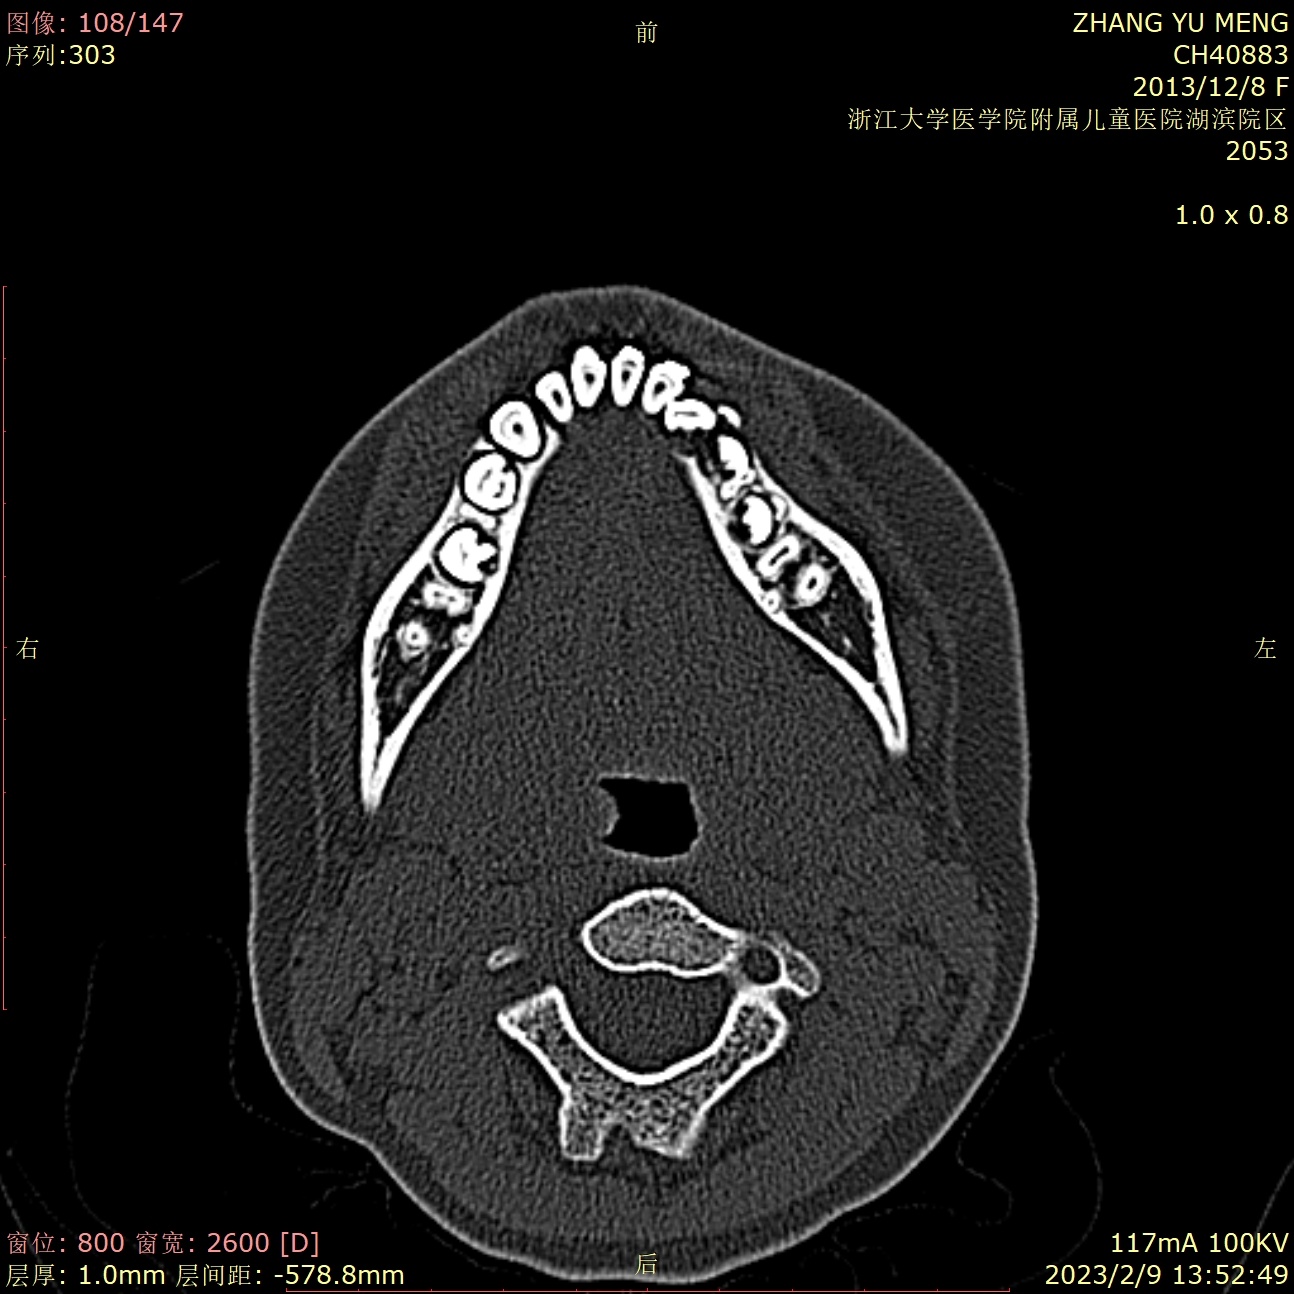 图像: 108/147
序列:303
前
ZHANG YU MENG
CH40883
2013/12/8 F
浙江大学医学院附属儿童医院湖滨院区
2053
1.0 x 0.8
右
左
窗位: 800 窗宽: 2600 [D]
层厚: 1.0mm 层间距: -578.8mm
后
117mA 100KV
2023/2/9 13:52:49